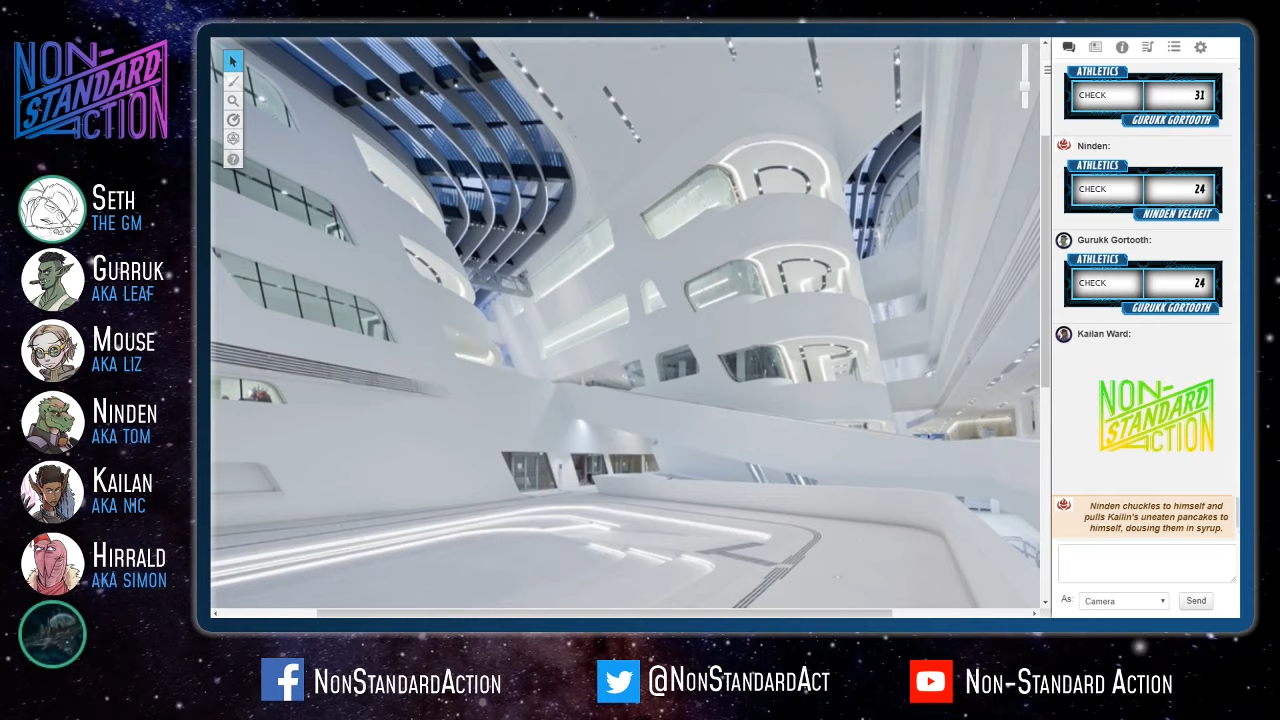 NON-
STANDARD
ACTION
SETH
THE GM
GURRUK
AKA LEAF
MOUSE
AKA LIZ
NINDEN
AKA TOM
KAILAN
AKA NIC
HIRRALD
AKA SIMON
ATHLETICS
CHECK 31
GURUKK GORTOOTH
Ninden:
ATHLETICS
CHECK 24
NINDEN VELHEIT
Gurukk Gortooth:
ATHLETICS
CHECK 24
GURUKK GORTOOTH
Kailan Ward:
NON-
STANDARD
ACTION
Ninden chuckles to himself and
pulls Kailin's uneaten pancakes to
himself, dousing them in syrup.
As: Camera Send
NONSTANDARDACTION
@NONSTANDARDACT
NON-STANDARD ACTION